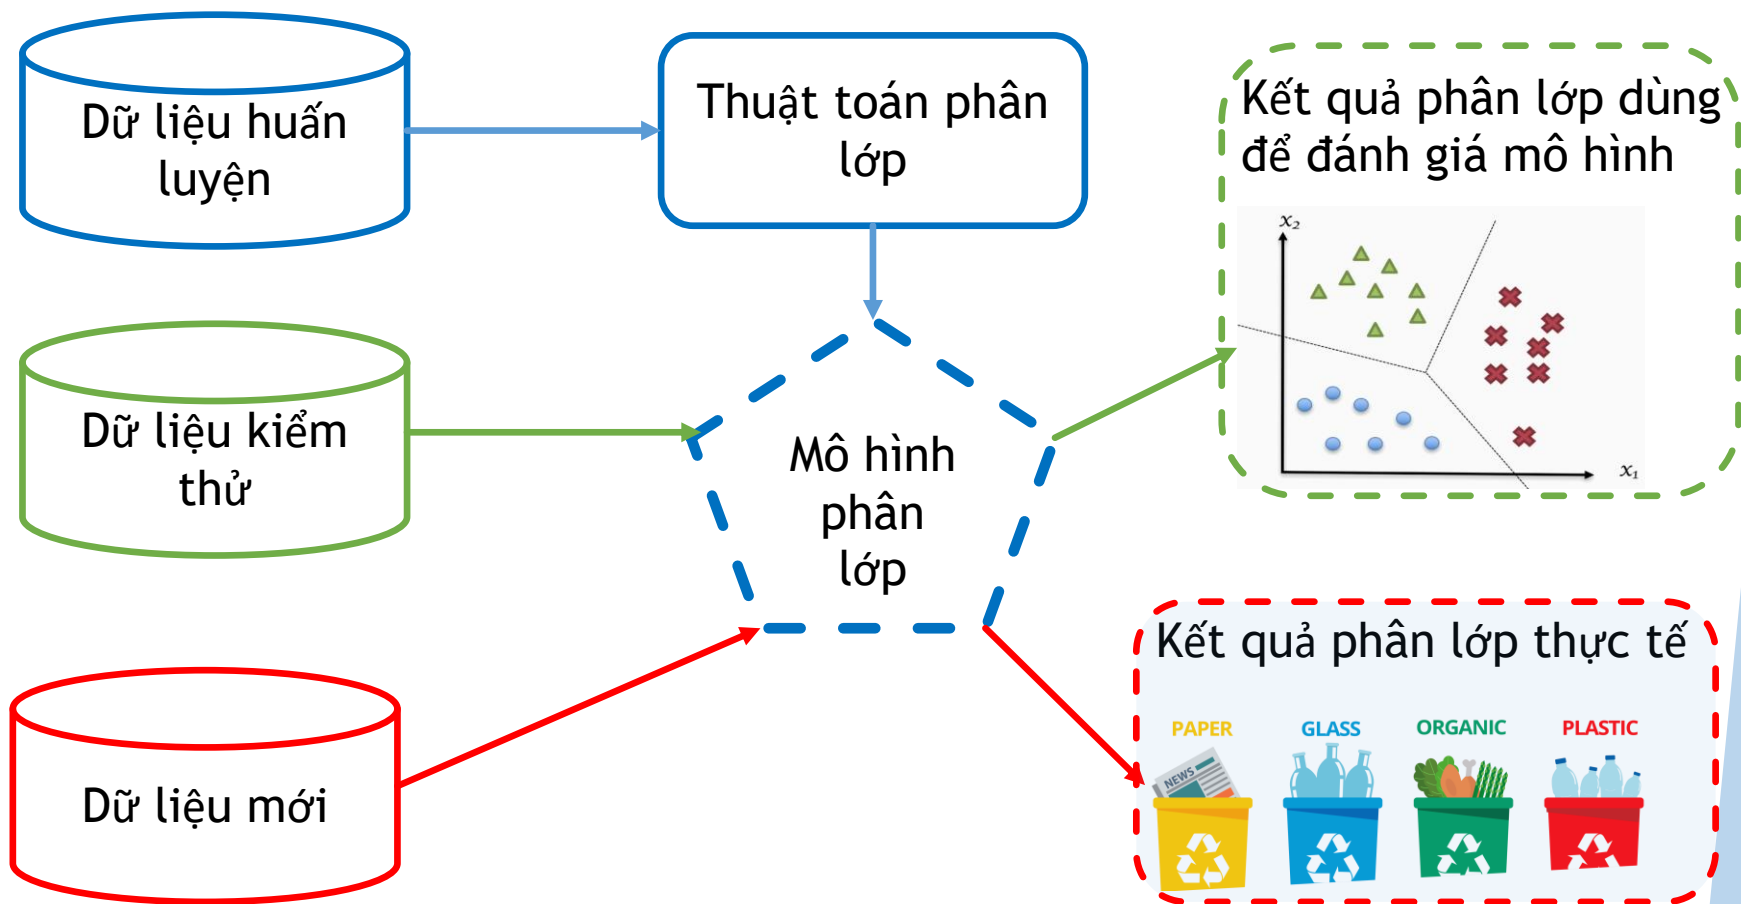 Dữ liệu huấn
luyện
Thuật toán phân
lớp
Kết quả phân lớp dùng
để đánh giá mô hình
x₂
x₁
Dữ liệu kiểm
thử
Mô hình
phân
lớp
Dữ liệu mới
Kết quả phân lớp thực tế
PAPER GLASS ORGANIC PLASTIC
NEWS